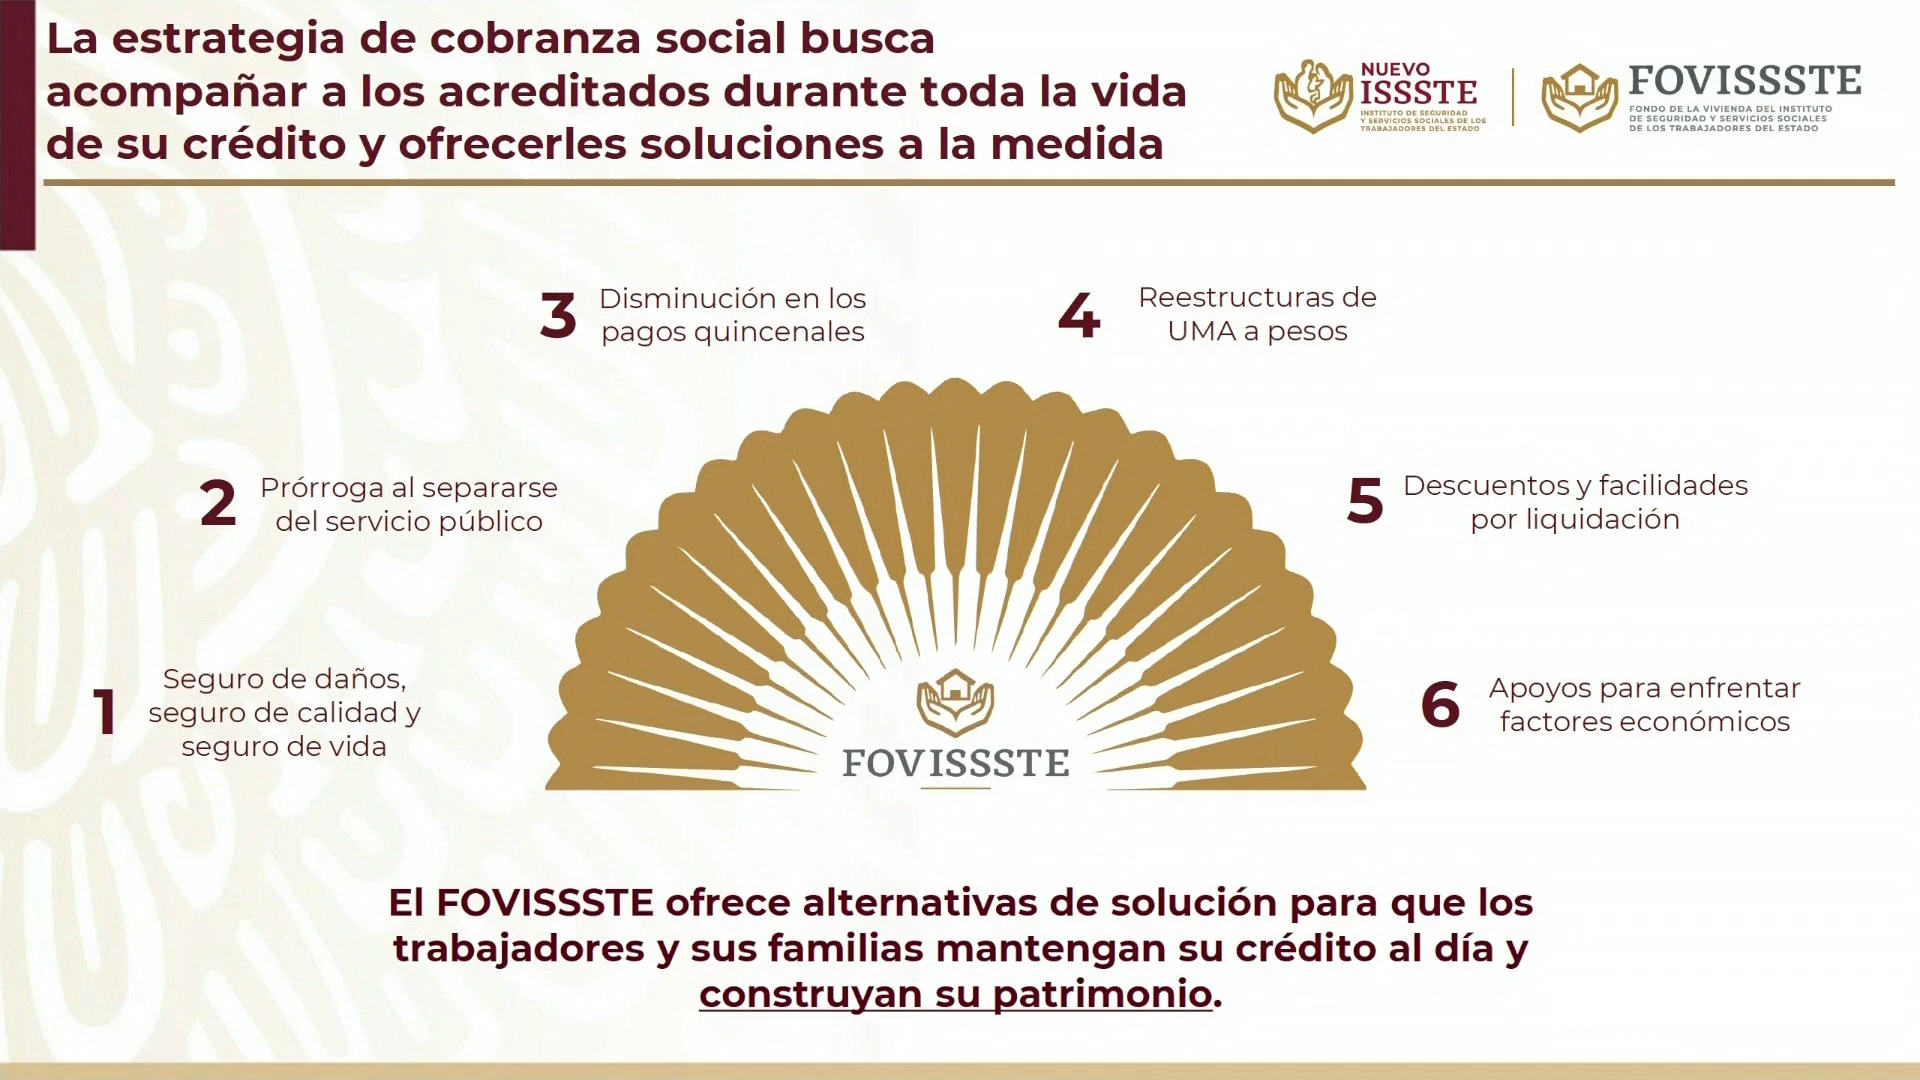 La estrategia de cobranza social busca
acompañar a los acreditados durante toda la vida
de su crédito y ofrecerles soluciones a la medida
NUEVO
ISSSTE
INSTITUTO DE SEGURIDAD
Y SERVICIOS SOCIALES DE LOS
TRABAJADORES DEL ESTADO
FOVISSSTE
FONDO DE LA VIVIENDA DEL INSTITUTO
DE SEGURIDAD Y SERVICIOS SOCIALES
DE LOS TRABAJADORES DEL ESTADO
1
Seguro de daños,
seguro de calidad y
seguro de vida
2
Prórroga al separarse
del servicio público
3
Disminución en los
pagos quincenales
4
Reestructuras de
UMA a pesos
5
Descuentos y facilidades
por liquidación
6
Apoyos para enfrentar
factores económicos
FOVISSSTE
El FOVISSSTE ofrece alternativas de solución para que los
trabajadores y sus familias mantengan su crédito al día y
construyan su patrimonio.